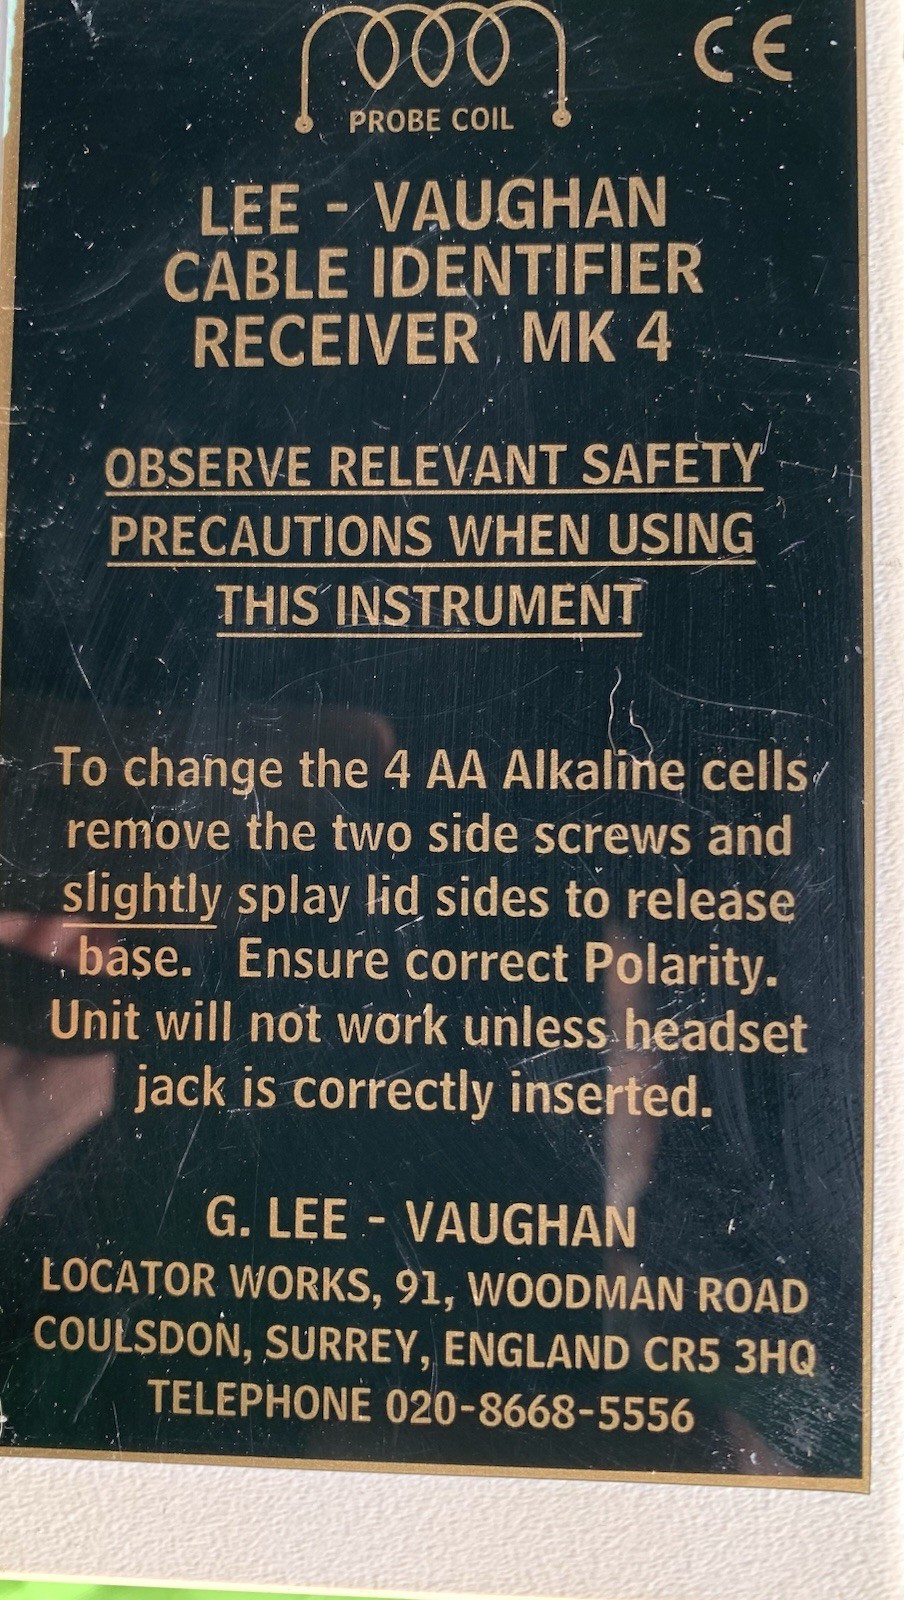 CE
PROBE COIL
LEE - VAUGHAN
CABLE IDENTIFIER
RECEIVER MK 4
OBSERVE RELEVANT SAFETY
PRECAUTIONS WHEN USING
THIS INSTRUMENT
To change the 4 AA Alkaline cells
remove the two side screws and
slightly splay lid sides to release
base. Ensure correct Polarity.
Unit will not work unless headset
jack is correctly inserted.
G. LEE - VAUGHAN
LOCATOR WORKS, 91, WOODMAN ROAD
COULSDON, SURREY, ENGLAND CR5 3HQ
TELEPHONE 020-8668-5556